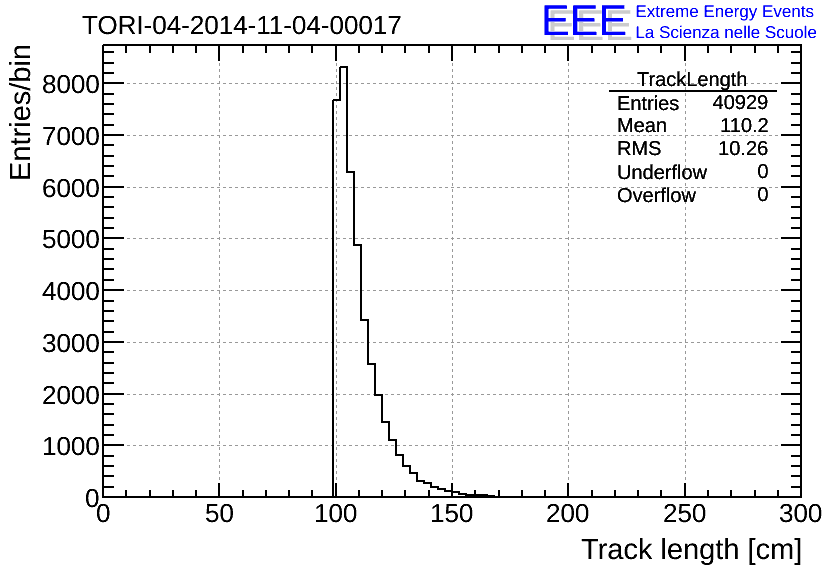 TORI-04-2014-11-04-00017
EEE
Extreme Energy Events
La Scienza nelle Scuole
Entries/bin
TrackLength
Entries 40929
Mean 110.2
RMS 10.26
Underflow 0
Overflow 0
8000
7000
6000
5000
4000
3000
2000
1000
0
0 50 100 150 200 250 300
Track length [cm]